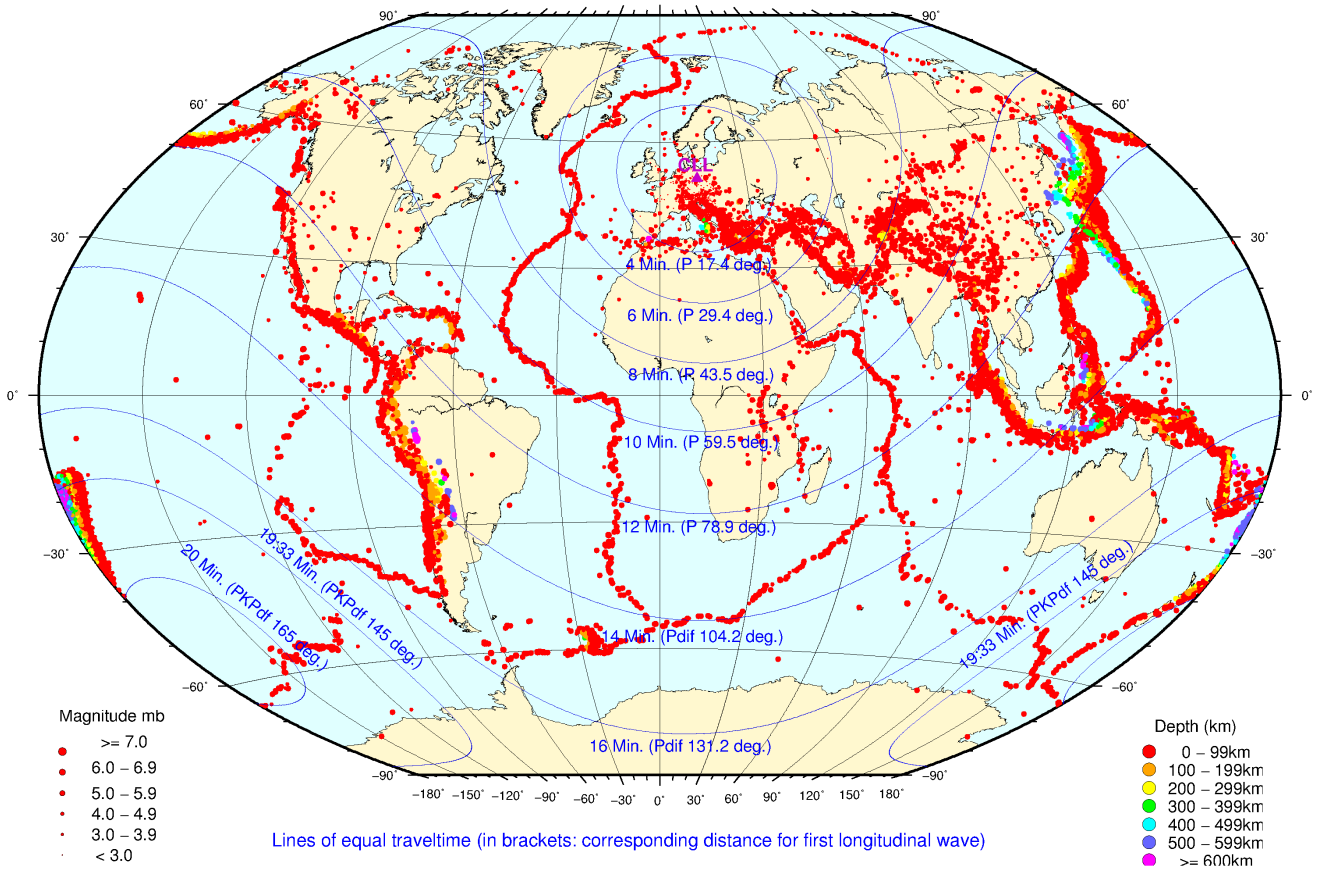 90° 90°
60° 60°
CLL
30° 30°
4 Min. (P 17.4 deg.)
6 Min. (P 29.4 deg.)
8 Min. (P 43.5 deg.)
0° 0°
10 Min. (P 59.5 deg.)
12 Min. (P 78.9 deg.)
−30° −30°
20 Min. (PKPdf 165 deg.)
19:33 Min. (PKPdf 145 deg.)
19:33 Min. (PKPdf 145 deg.)
14 Min. (Pdif 104.2 deg.)
−60° −60°
16 Min. (Pdif 131.2 deg.)
−90° −90°
−180° −150° −120° −90° −60° −30° 0° 30° 60° 90° 120° 150° 180°
Magnitude mb
>= 7.0
6.0 – 6.9
5.0 – 5.9
4.0 – 4.9
3.0 – 3.9
< 3.0
Depth (km)
0 – 99km
100 – 199km
200 – 299km
300 – 399km
400 – 499km
500 – 599km
>= 600km
Lines of equal traveltime (in brackets: corresponding distance for first longitudinal wave)